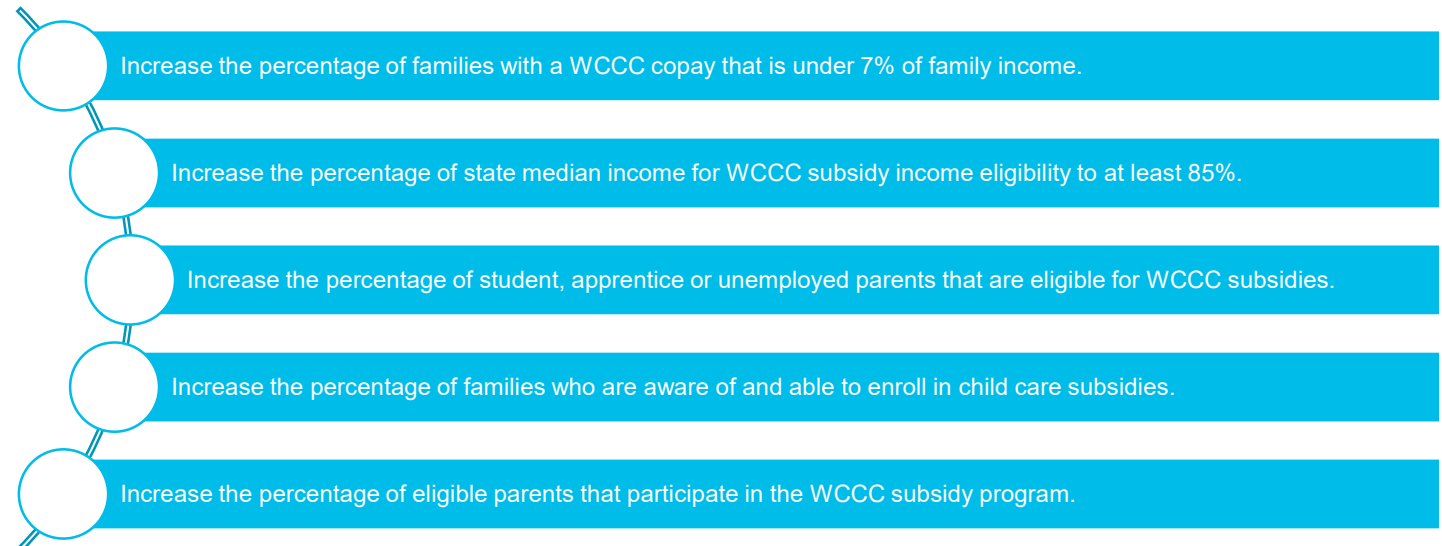 Increase the percentage of families with a WCCC copay that is under 7% of family income.
Increase the percentage of state median income for WCCC subsidy income eligibility to at least 85%.
Increase the percentage of student, apprentice or unemployed parents that are eligible for WCCC subsidies.
Increase the percentage of families who are aware of and able to enroll in child care subsidies.
Increase the percentage of eligible parents that participate in the WCCC subsidy program.